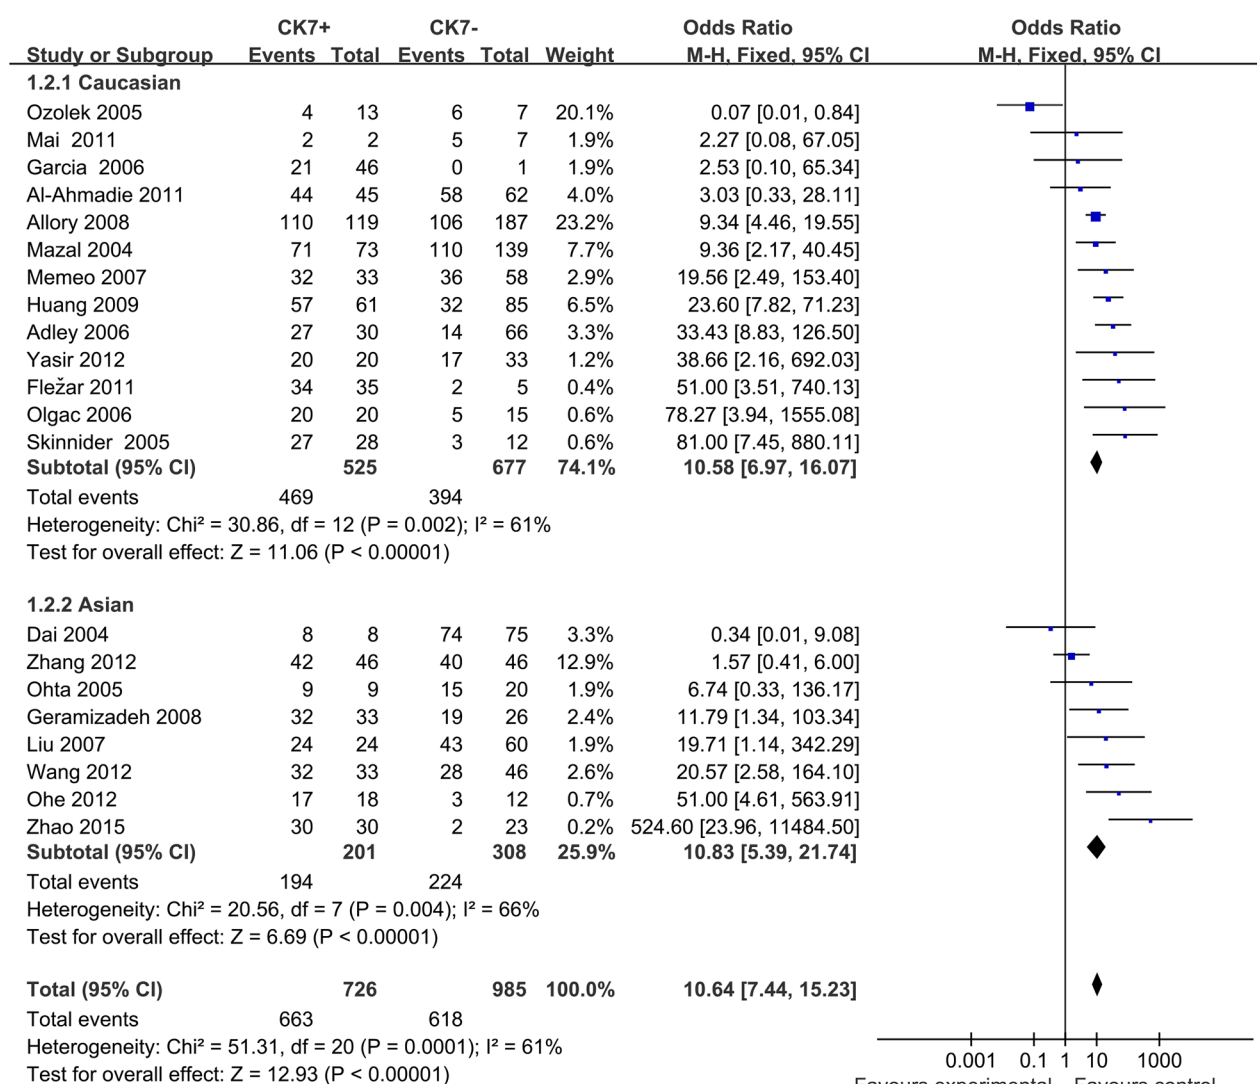 CK7+ CK7- Odds Ratio Odds Ratio
Study or Subgroup Events Total Events Total Weight M-H, Fixed, 95% CI M-H, Fixed, 95% CI
1.2.1 Caucasian
Ozolek 2005 4 13 6 7 20.1% 0.07 [0.01, 0.84]
Mai 2011 2 2 5 7 1.9% 2.27 [0.08, 67.05]
Garcia 2006 21 46 0 1 1.9% 2.53 [0.10, 65.34]
Al-Ahmadie 2011 44 45 58 62 4.0% 3.03 [0.33, 28.11]
Allory 2008 110 119 106 187 23.2% 9.34 [4.46, 19.55]
Mazal 2004 71 73 110 139 7.7% 9.36 [2.17, 40.45]
Memeo 2007 32 33 36 58 2.9% 19.56 [2.49, 153.40]
Huang 2009 57 61 32 85 6.5% 23.60 [7.82, 71.23]
Adley 2006 27 30 14 66 3.3% 33.43 [8.83, 126.50]
Yasir 2012 20 20 17 33 1.2% 38.66 [2.16, 692.03]
Fležar 2011 34 35 2 5 0.4% 51.00 [3.51, 740.13]
Olgac 2006 20 20 5 15 0.6% 78.27 [3.94, 1555.08]
Skinnider 2005 27 28 3 12 0.6% 81.00 [7.45, 880.11]
Subtotal (95% CI) 525 677 74.1% 10.58 [6.97, 16.07]
Total events 469 394
Heterogeneity: Chi² = 30.86, df = 12 (P = 0.002); I² = 61%
Test for overall effect: Z = 11.06 (P < 0.00001)
1.2.2 Asian
Dai 2004 8 8 74 75 3.3% 0.34 [0.01, 9.08]
Zhang 2012 42 46 40 46 12.9% 1.57 [0.41, 6.00]
Ohta 2005 9 9 15 20 1.9% 6.74 [0.33, 136.17]
Geramizadeh 2008 32 33 19 26 2.4% 11.79 [1.34, 103.34]
Liu 2007 24 24 43 60 1.9% 19.71 [1.14, 342.29]
Wang 2012 32 33 28 46 2.6% 20.57 [2.58, 164.10]
Ohe 2012 17 18 3 12 0.7% 51.00 [4.61, 563.91]
Zhao 2015 30 30 2 23 0.2% 524.60 [23.96, 11484.50]
Subtotal (95% CI) 201 308 25.9% 10.83 [5.39, 21.74]
Total events 194 224
Heterogeneity: Chi² = 20.56, df = 7 (P = 0.004); I² = 66%
Test for overall effect: Z = 6.69 (P < 0.00001)
Total (95% CI) 726 985 100.0% 10.64 [7.44, 15.23]
Total events 663 618
Heterogeneity: Chi² = 51.31, df = 20 (P = 0.0001); I² = 61%
0.001 0.1 1 10 1000
Test for overall effect: Z = 12.93 (P < 0.00001)
Favours experimental Favours control